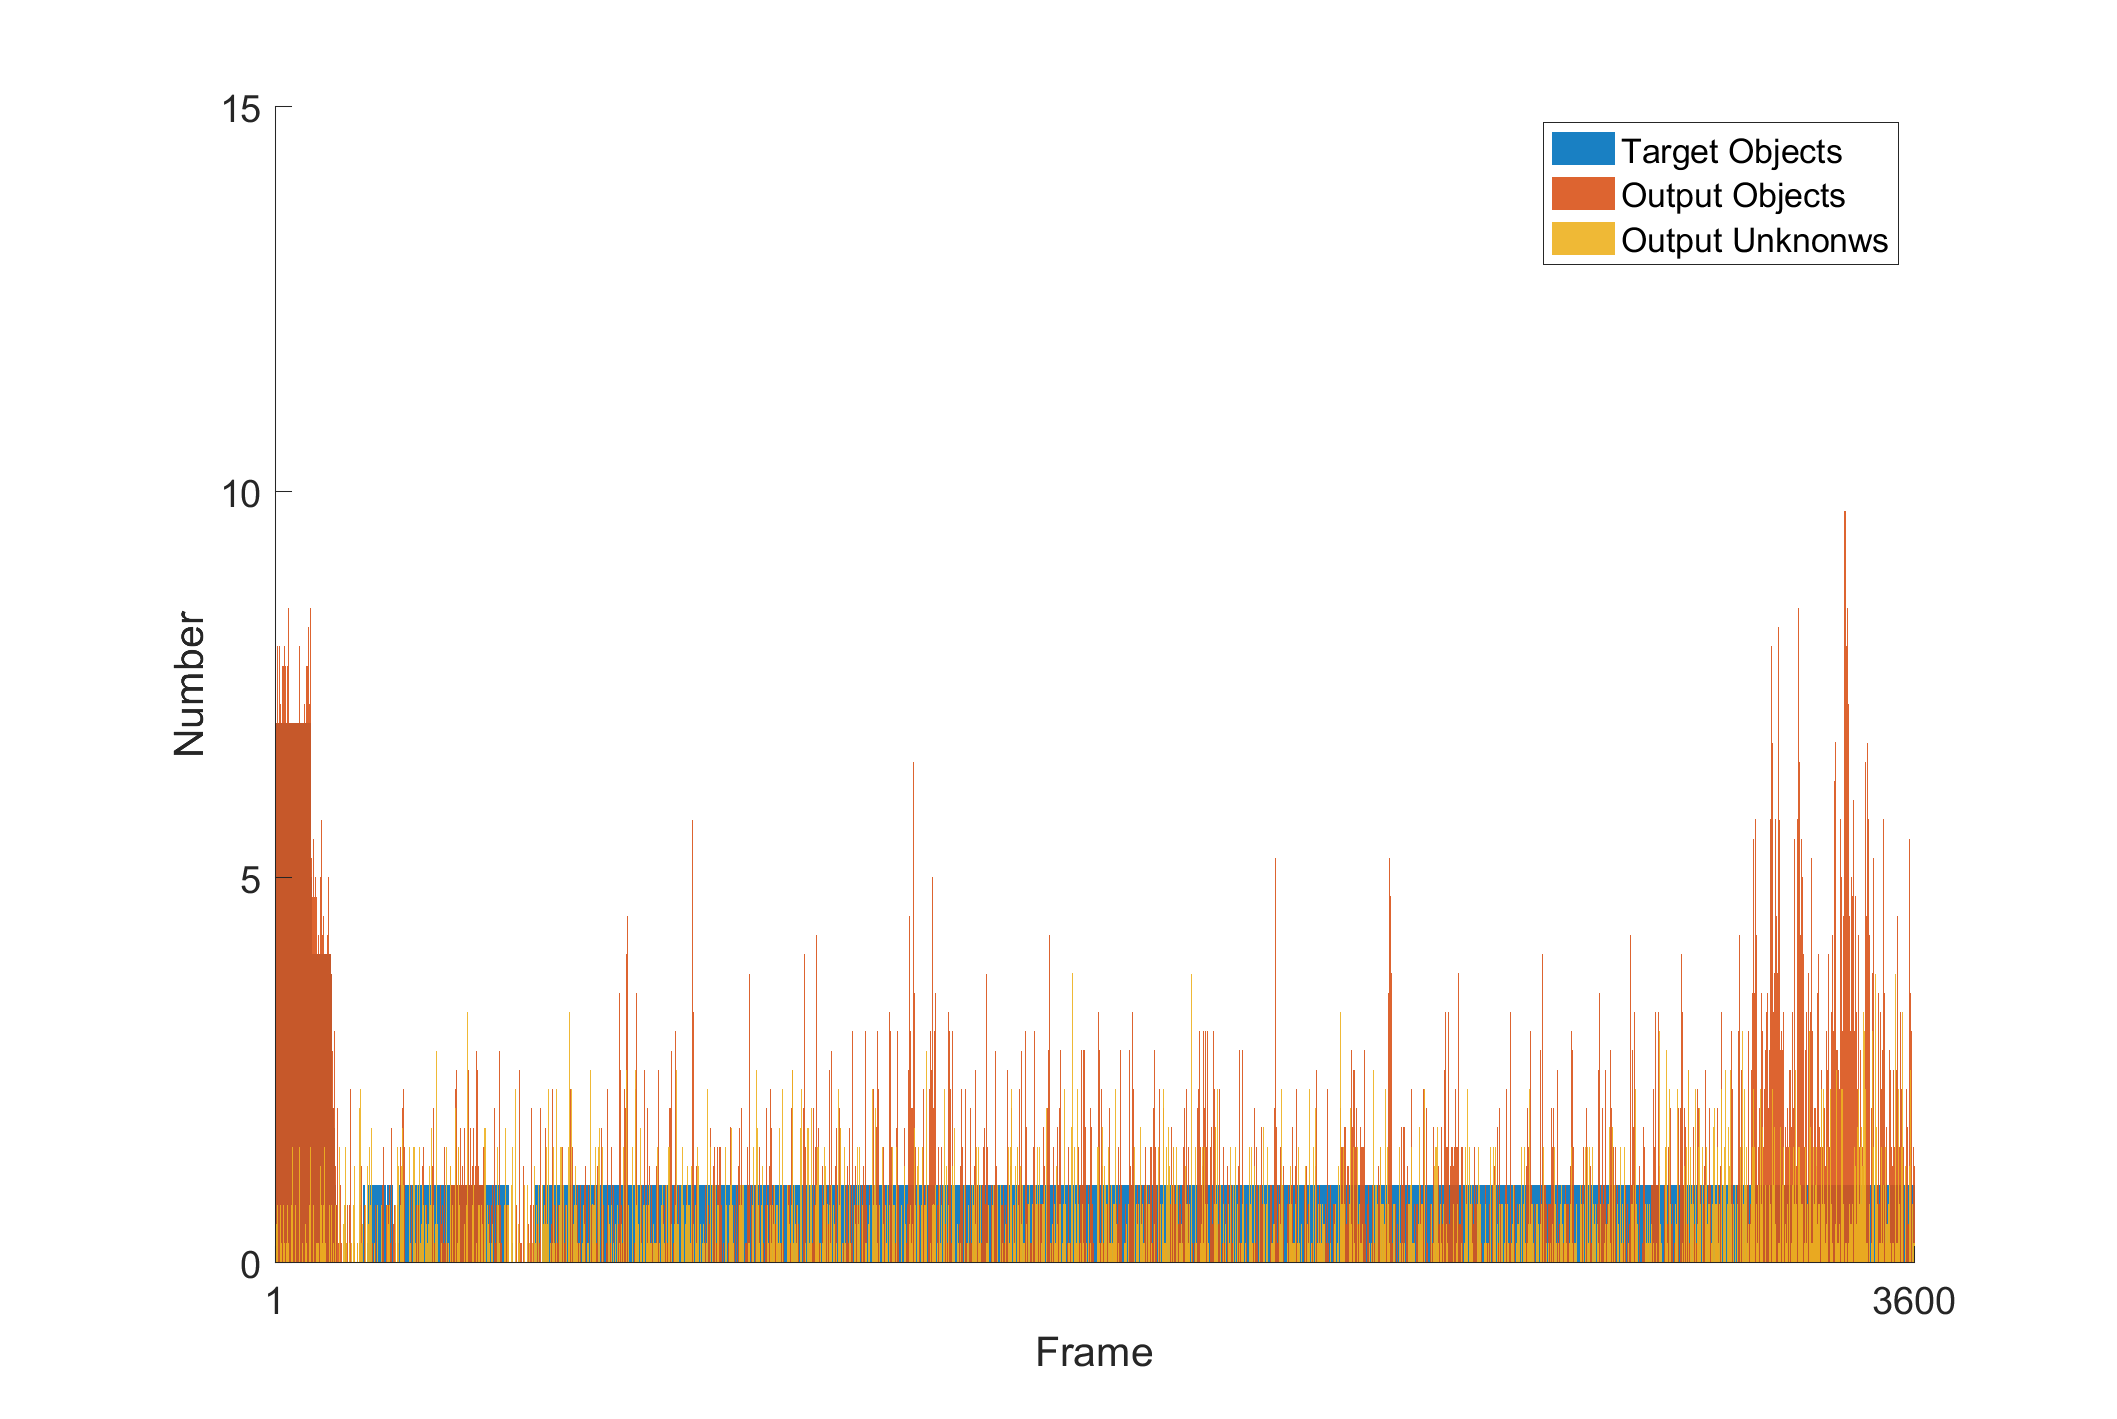 15
10
5
0
Number
1
3600
Frame
Target Objects
Output Objects
Output Unknonws